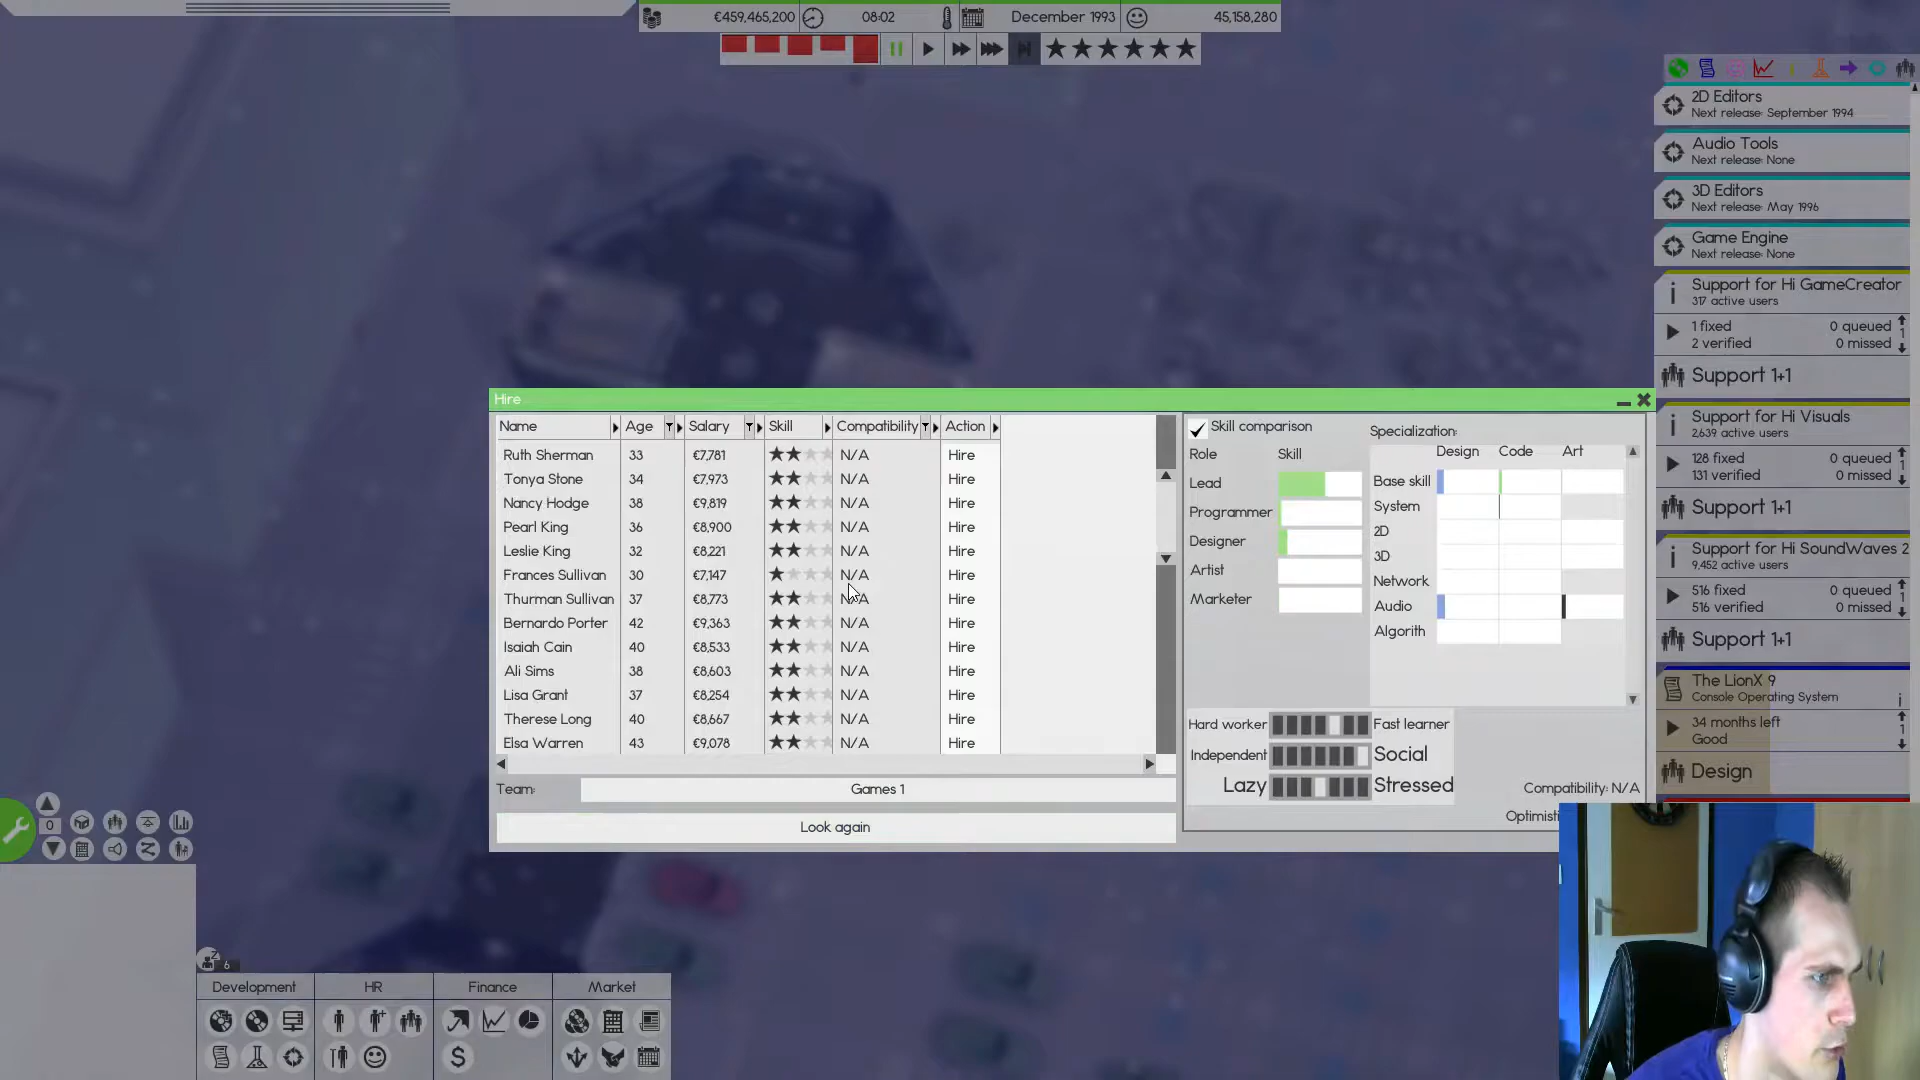 €459,465,200 08:02 December 1993 45,158,280
2D Editors
Next release: September 1994
Audio Tools
Next release: None
3D Editors
Next release: May 1996
Game Engine
Next release: None
Support for Hi GameCreator
317 active users
1 fixed 0 queued
2 verified 0 missed
1
Support 1+1
Support for Hi Visuals
2,639 active users
128 fixed 0 queued
131 verified 0 missed
1
Support 1+1
Support for Hi SoundWaves 2
9,452 active users
516 fixed 0 queued
516 verified 0 missed
1
Support 1+1
The LionX 9
Console Operating System
34 months left
Good
1
Design
Hire
Name Age Salary Skill Compatibility Action
Ruth Sherman 33 €7,781 N/A Hire
Tonya Stone 34 €7,973 N/A Hire
Nancy Hodge 38 €9,819 N/A Hire
Pearl King 36 €8,900 N/A Hire
Leslie King 32 €8,221 N/A Hire
Frances Sullivan 30 €7,147 N/A Hire
Thurman Sullivan 37 €8,773 N/A Hire
Bernardo Porter 42 €9,363 N/A Hire
Isaiah Cain 40 €8,533 N/A Hire
Ali Sims 38 €8,603 N/A Hire
Lisa Grant 37 €8,254 N/A Hire
Therese Long 40 €8,667 N/A Hire
Elsa Warren 43 €9,078 N/A Hire
Team: Games 1
Look again
Skill comparison
Role Skill
Lead
Programmer
Designer
Artist
Marketer
Specialization:
Design Code Art
Base skill
System
2D
3D
Network
Audio
Algorith
Hard worker Fast learner
Independent Social
Lazy Stressed
Compatibility: N/A
Optimisti
0
6
Development HR Finance Market